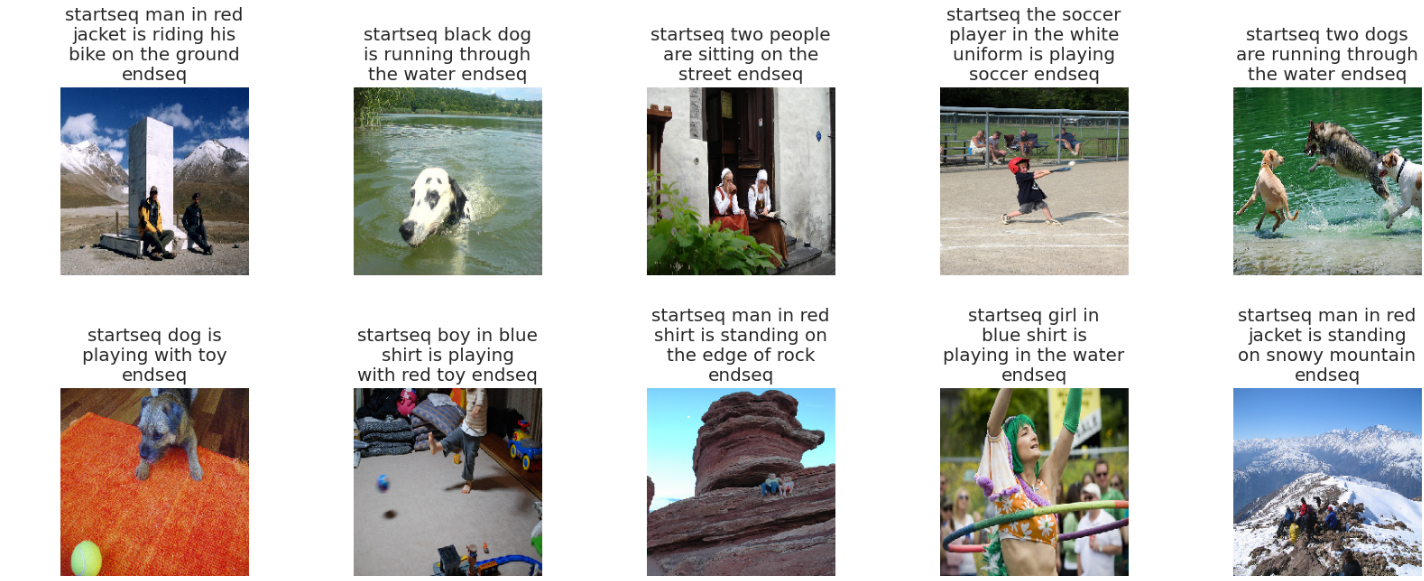 startseq man in red
jacket is riding his
bike on the ground
endseq
startseq black dog
is running through
the water endseq
startseq two people
are sitting on the
street endseq
startseq the soccer
player in the white
uniform is playing
soccer endseq
startseq two dogs
are running through
the water endseq
startseq dog is
playing with toy
endseq
startseq boy in blue
shirt is playing
with red toy endseq
startseq man in red
shirt is standing on
the edge of rock
endseq
startseq girl in
blue shirt is
playing in the water
endseq
startseq man in red
jacket is standing
on snowy mountain
endseq